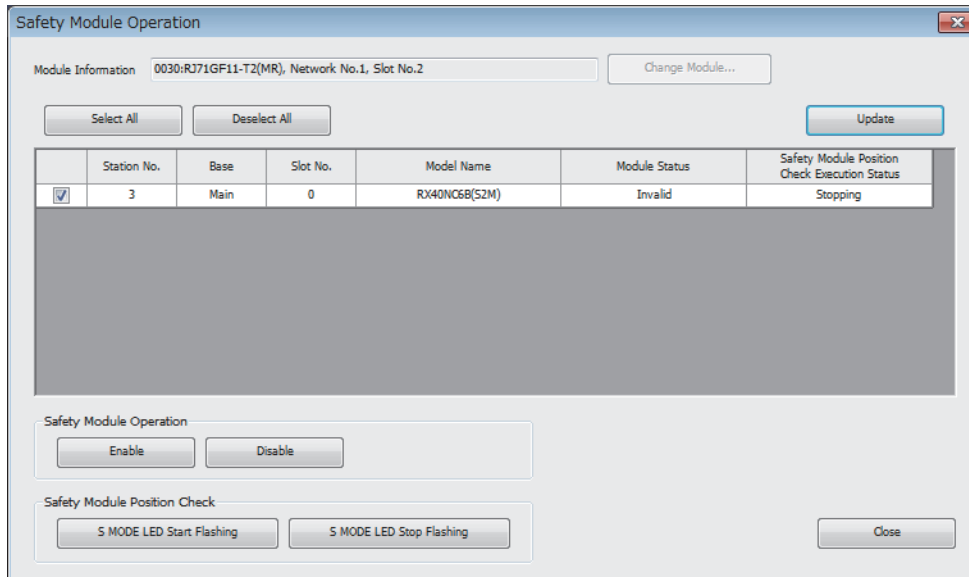 Safety Module Operation
Module Information 0030:RJ71GF11-T2(MR), Network No.1, Slot No.2 Change Module...
Select All Deselect All Update
Station No. Base Slot No. Model Name Module Status Safety Module Position
Check Execution Status
3 Main 0 RX40NC6B(S2M) Invalid Stopping
Safety Module Operation
Enable Disable
Safety Module Position Check
S MODE LED Start Flashing S MODE LED Stop Flashing Close